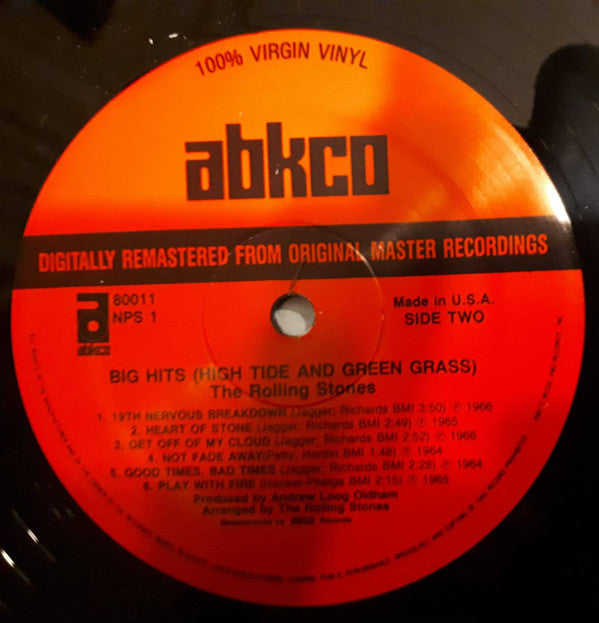 100% VIRGIN VINYL
abkco
DIGITALLY REMASTERED FROM ORIGINAL MASTER RECORDINGS
a
abkco
80011
NPS 1
Made in U.S.A.
SIDE TWO
BIG HITS (HIGH TIDE AND GREEN GRASS)
The Rolling Stones
1. 19TH NERVOUS BREAKDOWN (Jagger; Richards BMI 3:50) ℗ 1966
2. HEART OF STONE (Jagger; Richards BMI 2:49) ℗ 1965
3. GET OFF OF MY CLOUD (Jagger; Richards BMI 2:52) ℗ 1966
4. NOT FADE AWAY(Petty, Hardin BMI 1:48) ℗ 1964
5. GOOD TIMES, BAD TIMES (Jagger; Richards BMI 2:28) ℗ 1964
6. PLAY WITH FIRE (Nanker-Phelge BMI 2:15) ℗ 1965
Produced by Andrew Loog Oldham
Arranged by The Rolling Stones
Manufactured by ABKCO Records